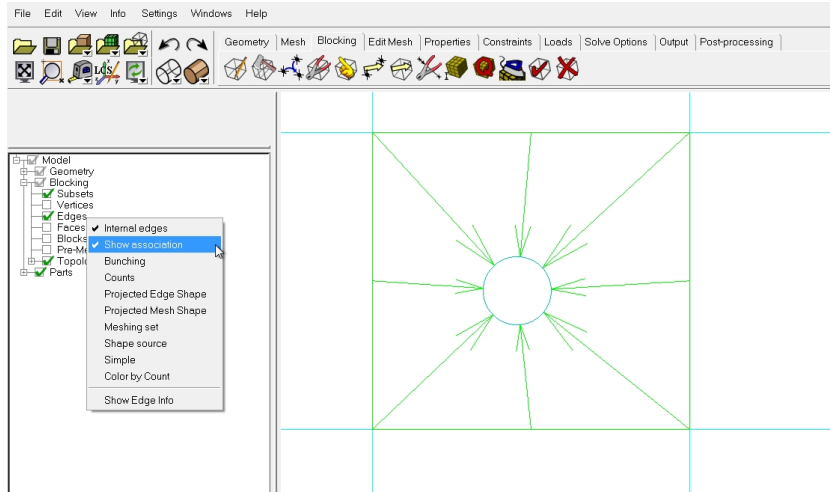 File Edit View Info Settings Windows Help
Geometry Mesh Blocking Edit Mesh Properties Constraints Loads Solve Options Output Post-processing
LCS
Model
Geometry
Blocking
Subsets
Vertices
Edges
Faces
Blocks
Pre-Me
Topolo
Parts
Internal edges
Show association
Bunching
Counts
Projected Edge Shape
Projected Mesh Shape
Meshing set
Shape source
Simple
Color by Count
Show Edge Info